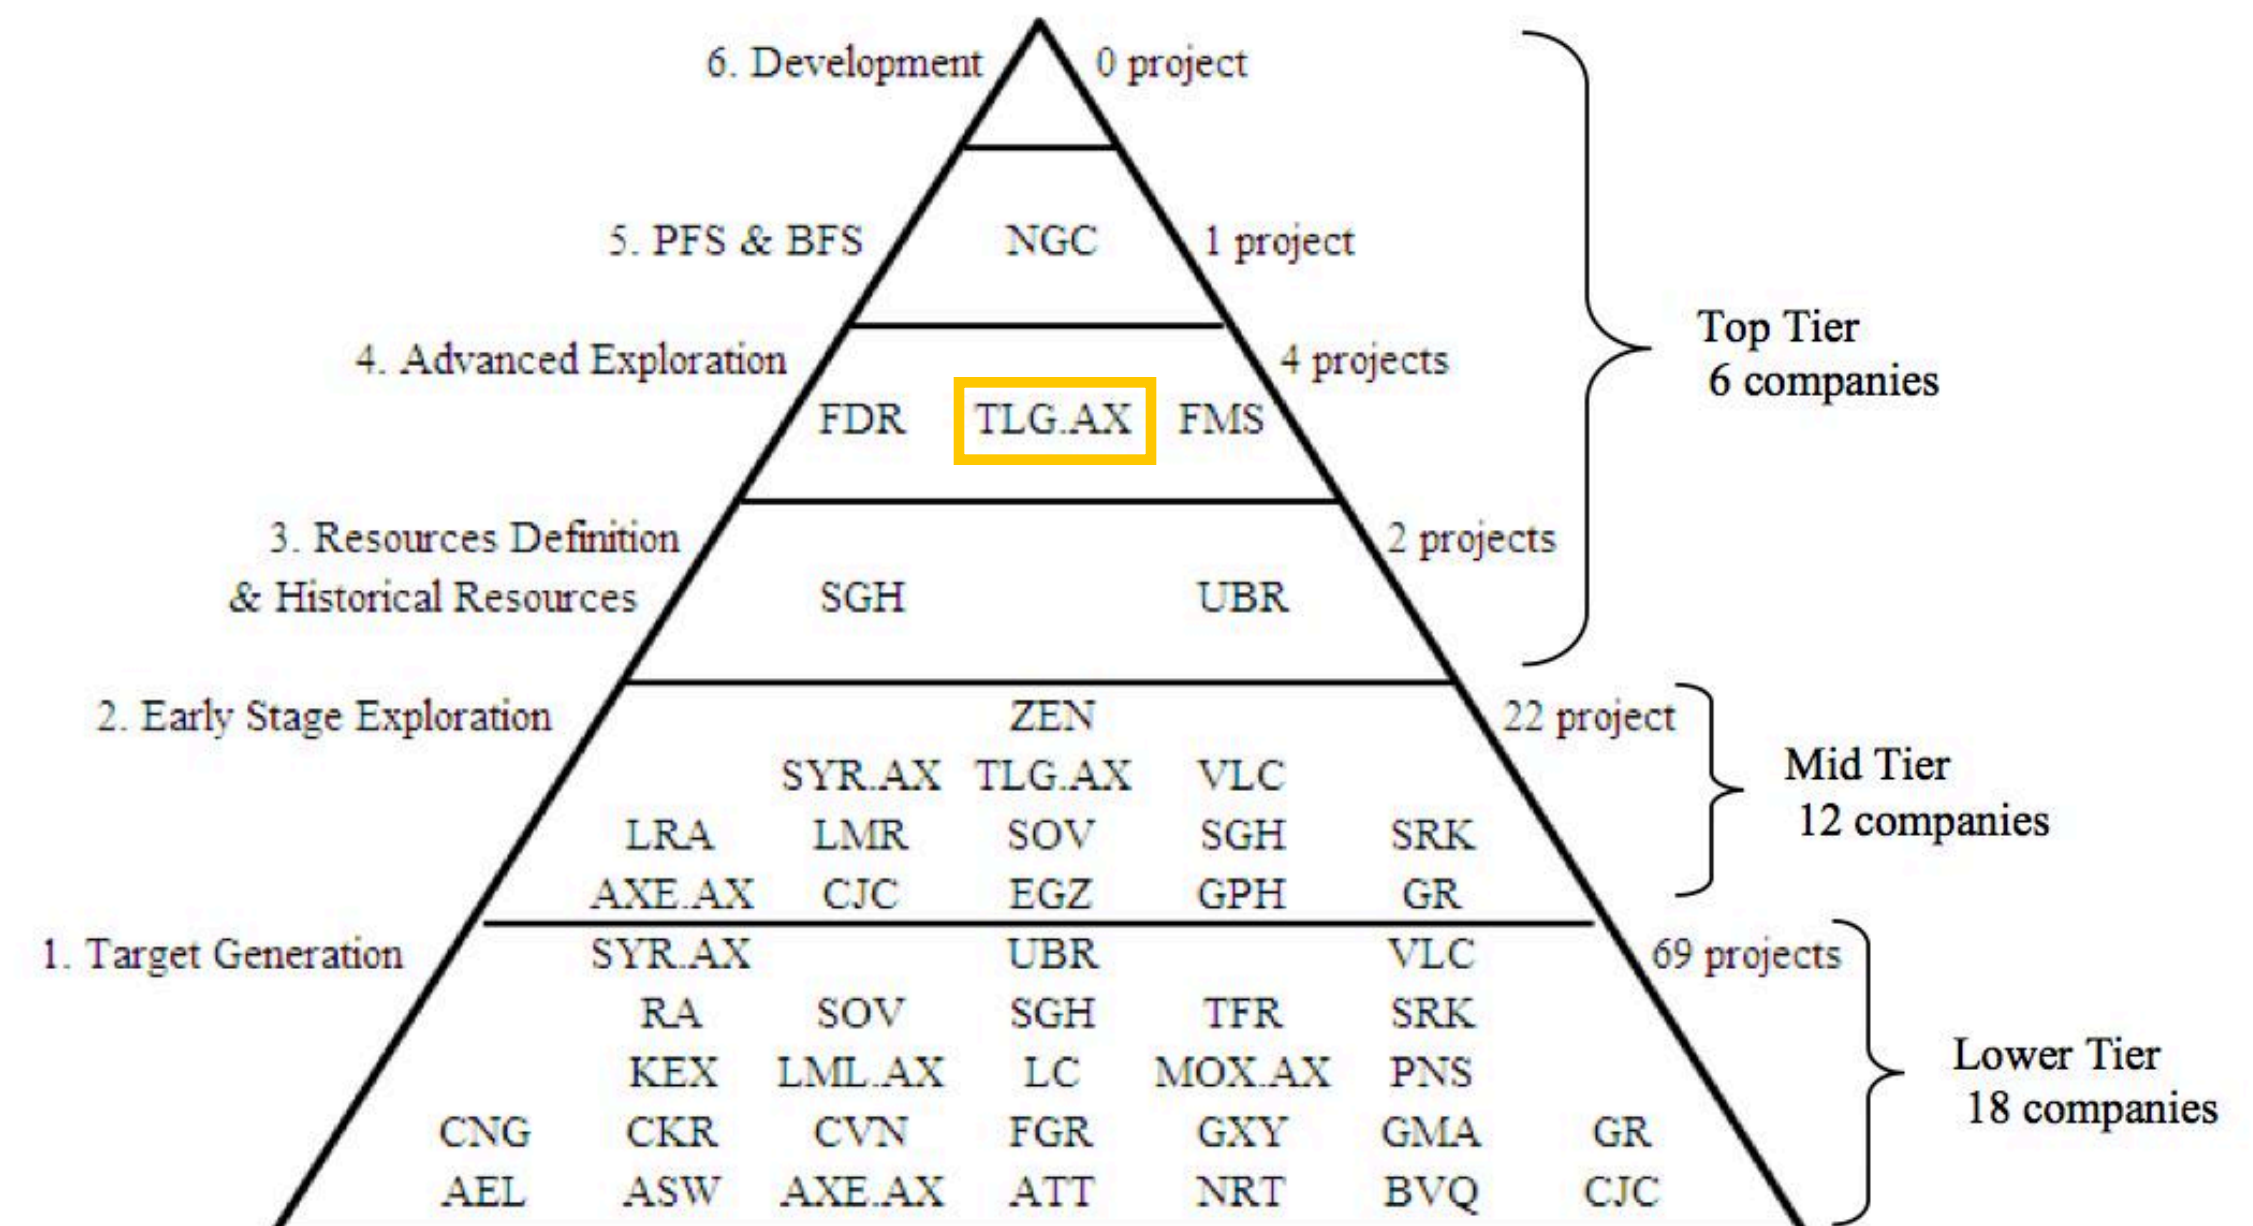 6. Development 0 project
5. PFS & BFS NGC 1 project
Top Tier
6 companies
4. Advanced Exploration 4 projects
FDR TLG.AX FMS
3. Resources Definition 2 projects
& Historical Resources SGH UBR
2. Early Stage Exploration ZEN 22 project
SYR.AX TLG.AX VLC
Mid Tier
12 companies
LRA LMR SOV SGH SRK
AXE.AX CJC EGZ GPH GR
1. Target Generation SYR.AX UBR VLC 69 projects
RA SOV SGH TFR SRK
KEX LML.AX LC MOX.AX PNS
Lower Tier
18 companies
CNG CKR CVN FGR GXY GMA GR
AEL ASW AXE.AX ATT NRT BVQ CJC